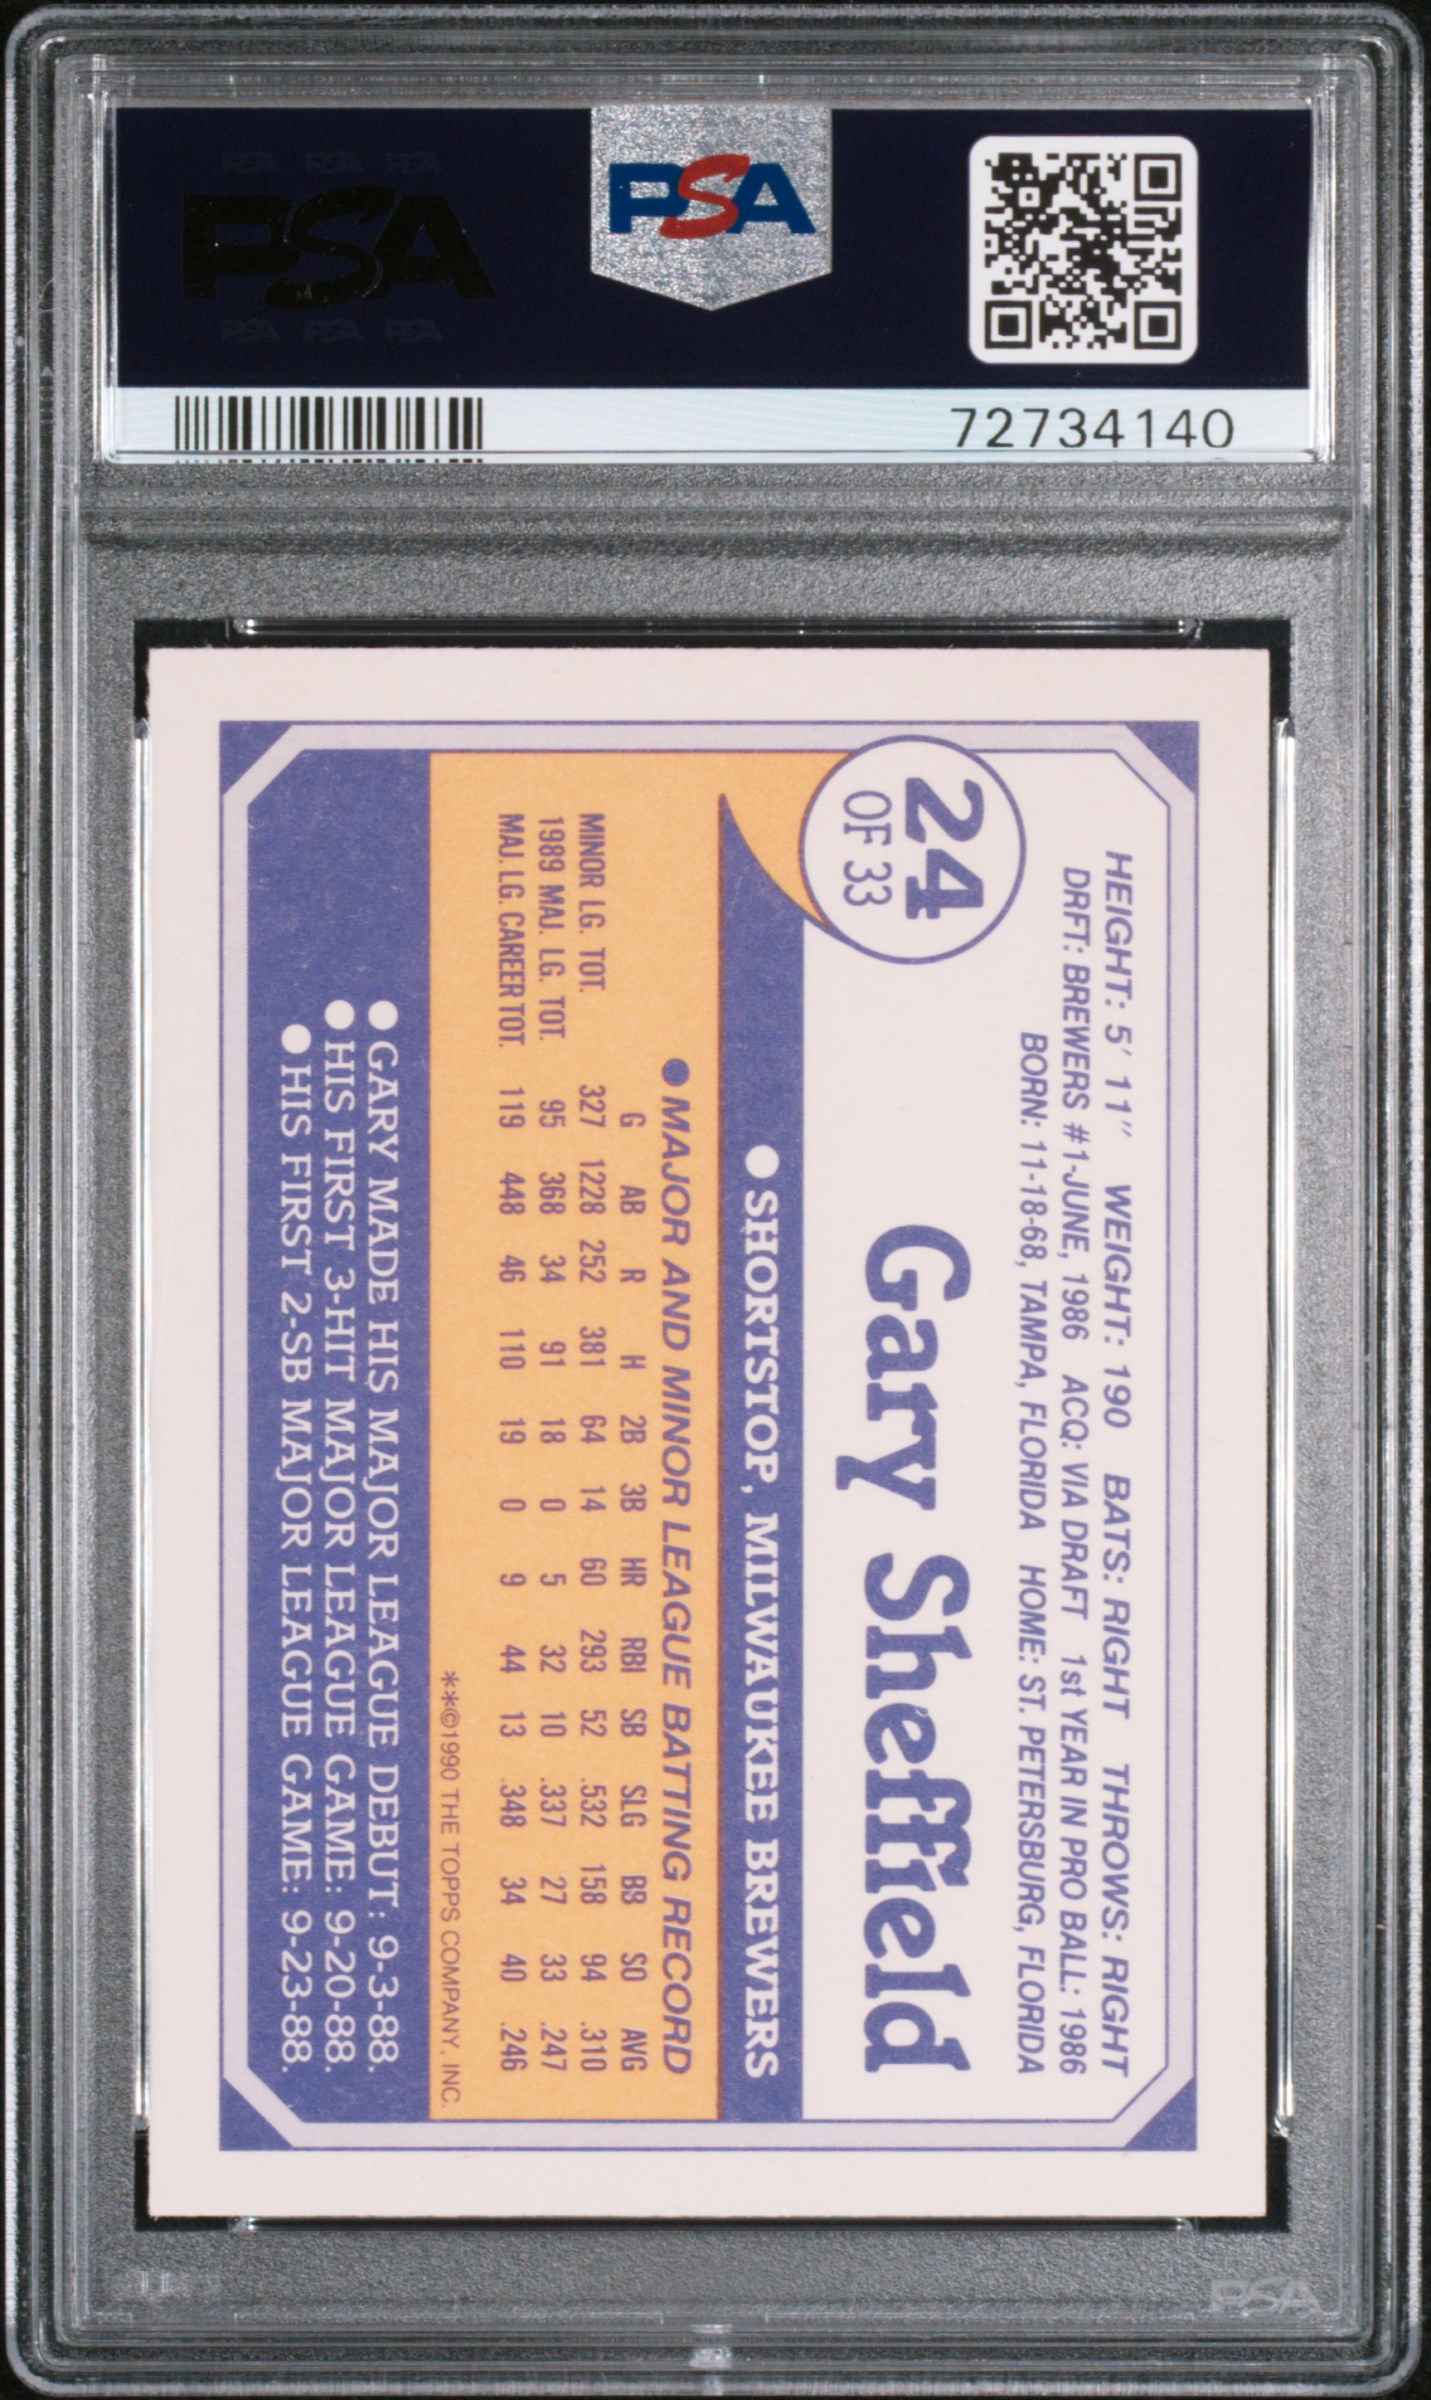 PSA PSA PSA
PSA
PSA PSA PSA
PSA
72734140
24
OF 33
HEIGHT: 5' 11" WEIGHT: 190 BATS: RIGHT THROWS: RIGHT
DRFT: BREWERS #1-JUNE, 1986 ACQ: VIA DRAFT 1st YEAR IN PRO BALL: 1986
BORN: 11-18-68, TAMPA, FLORIDA HOME: ST. PETERSBURG, FLORIDA
Gary Sheffield
●SHORTSTOP, MILWAUKEE BREWERS
●MAJOR AND MINOR LEAGUE BATTING RECORD
G AB R H 2B 3B HR RBI SB SLG BB SO AVG
MINOR LG. TOT. 327 1228 252 381 64 14 60 293 52 .532 158 94 .310
1989 MAJ. LG. TOT. 95 368 34 91 18 0 5 32 10 .337 27 33 .247
MAJ. LG. CAREER TOT. 119 448 46 110 19 0 9 44 13 .348 34 40 .246
**©1990 THE TOPPS COMPANY, INC.
●GARY MADE HIS MAJOR LEAGUE DEBUT: 9-3-88.
●HIS FIRST 3-HIT MAJOR LEAGUE GAME: 9-20-88.
●HIS FIRST 2-SB MAJOR LEAGUE GAME: 9-23-88.
PSA